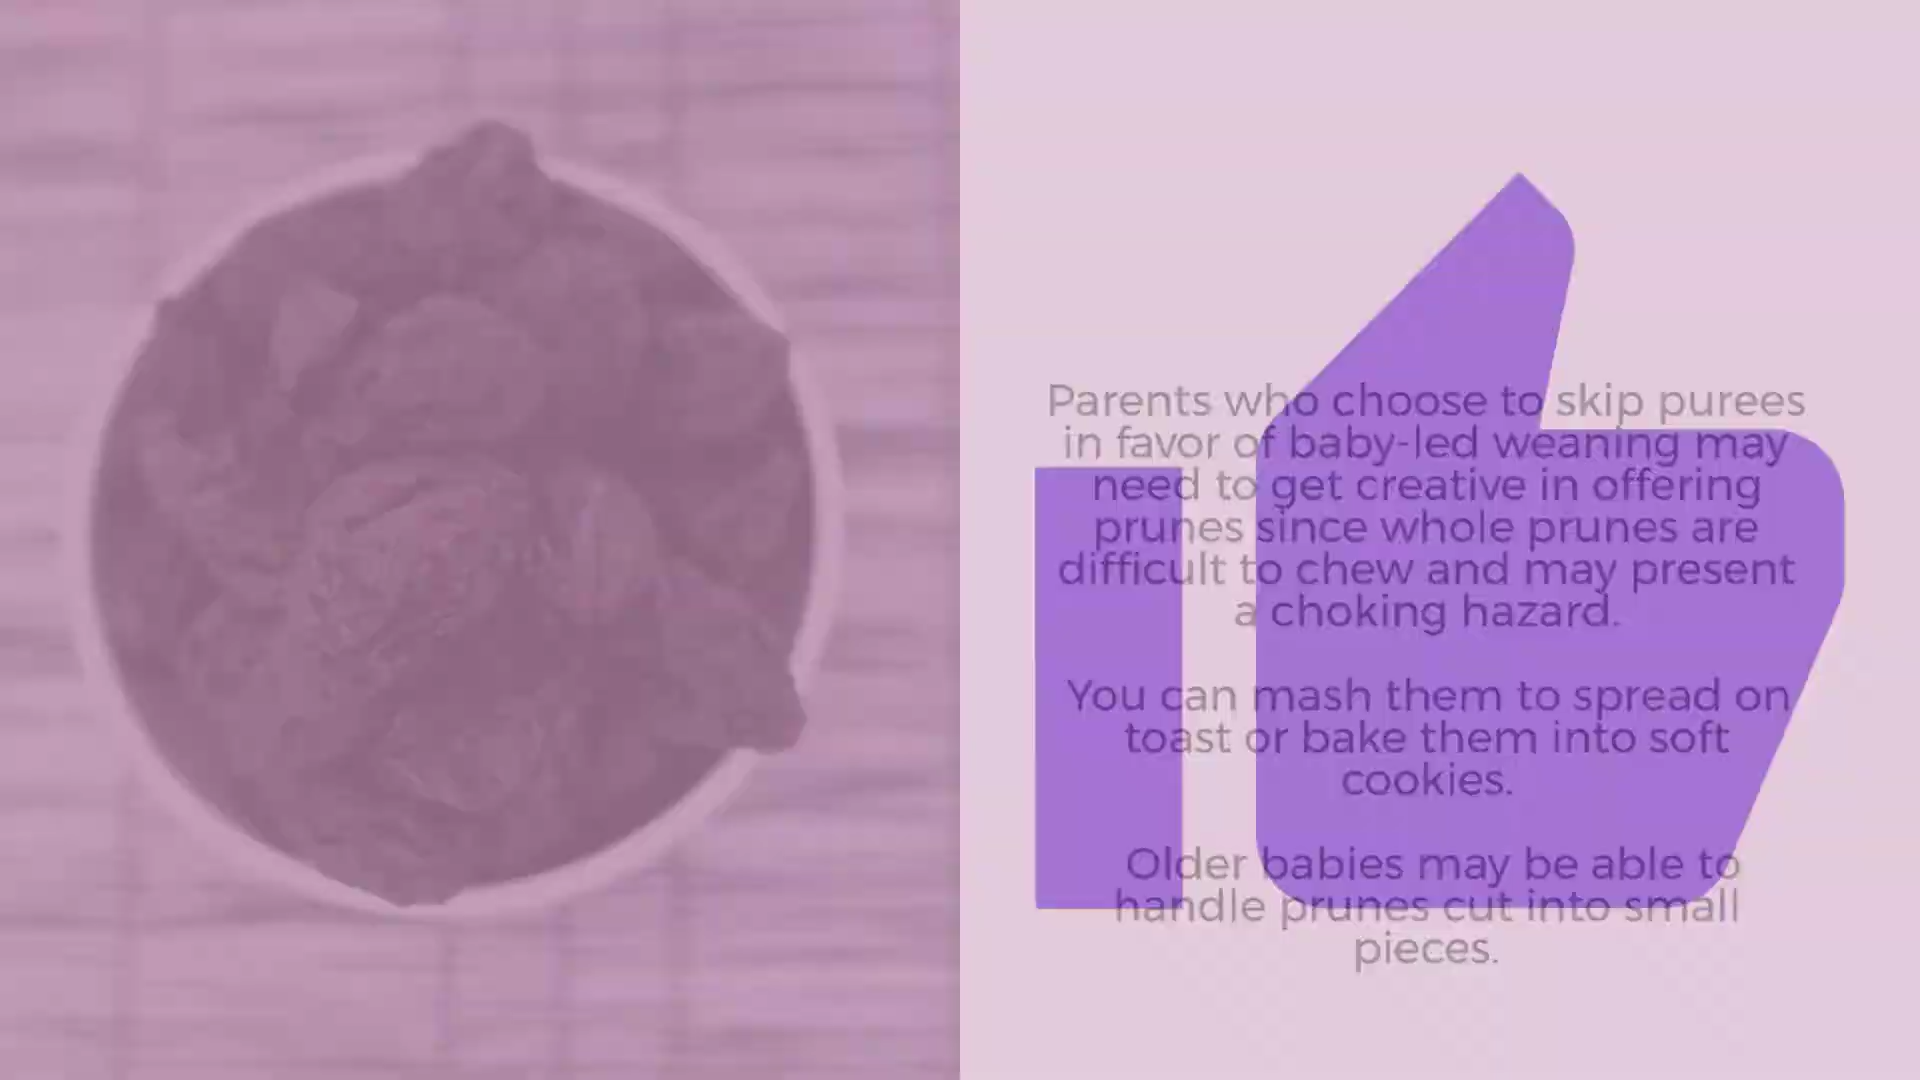 Parents who choose to skip purees
in favor of baby-led weaning may
need to get creative in offering
prunes since whole prunes are
difficult to chew and may present
a choking hazard.
You can mash them to spread on
toast or bake them into soft
cookies.
Older babies may be able to
handle prunes cut into small
pieces.